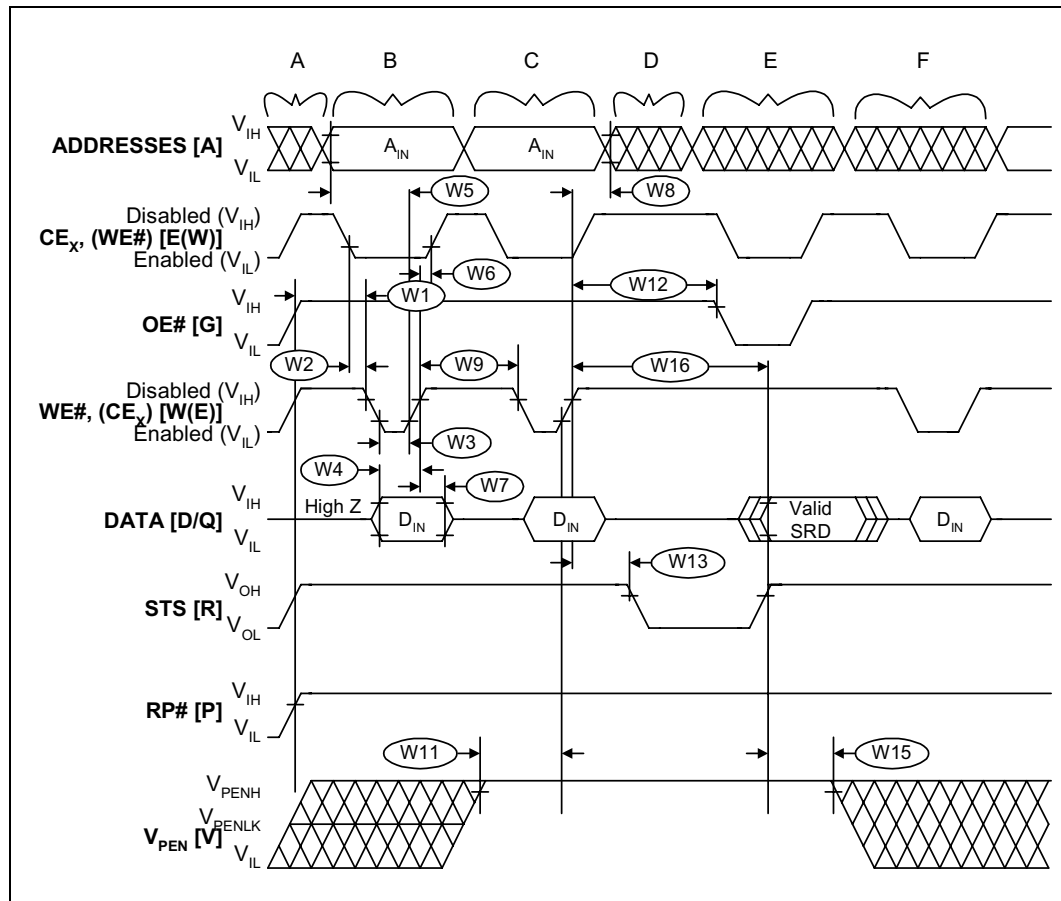 A B C D E F
V_IH
ADDRESSES [A]
A_IN A_IN
V_IL
W5 W8
Disabled (V_IH)
CE_X, (WE#) [E(W)]
Enabled (V_IL)
W6
V_IH
W1 W12
OE# [G]
V_IL
W2 W9 W16
Disabled (V_IH)
WE#, (CE_X) [W(E)]
Enabled (V_IL)
W3
W4 W7
V_IH
High Z
DATA [D/Q]
D_IN D_IN Valid SRD D_IN
V_IL
W13
V_OH
STS [R]
V_OL
V_IH
RP# [P]
V_IL
W11 W15
V_PENH
V_PENLK
V_PEN [V]
V_IL